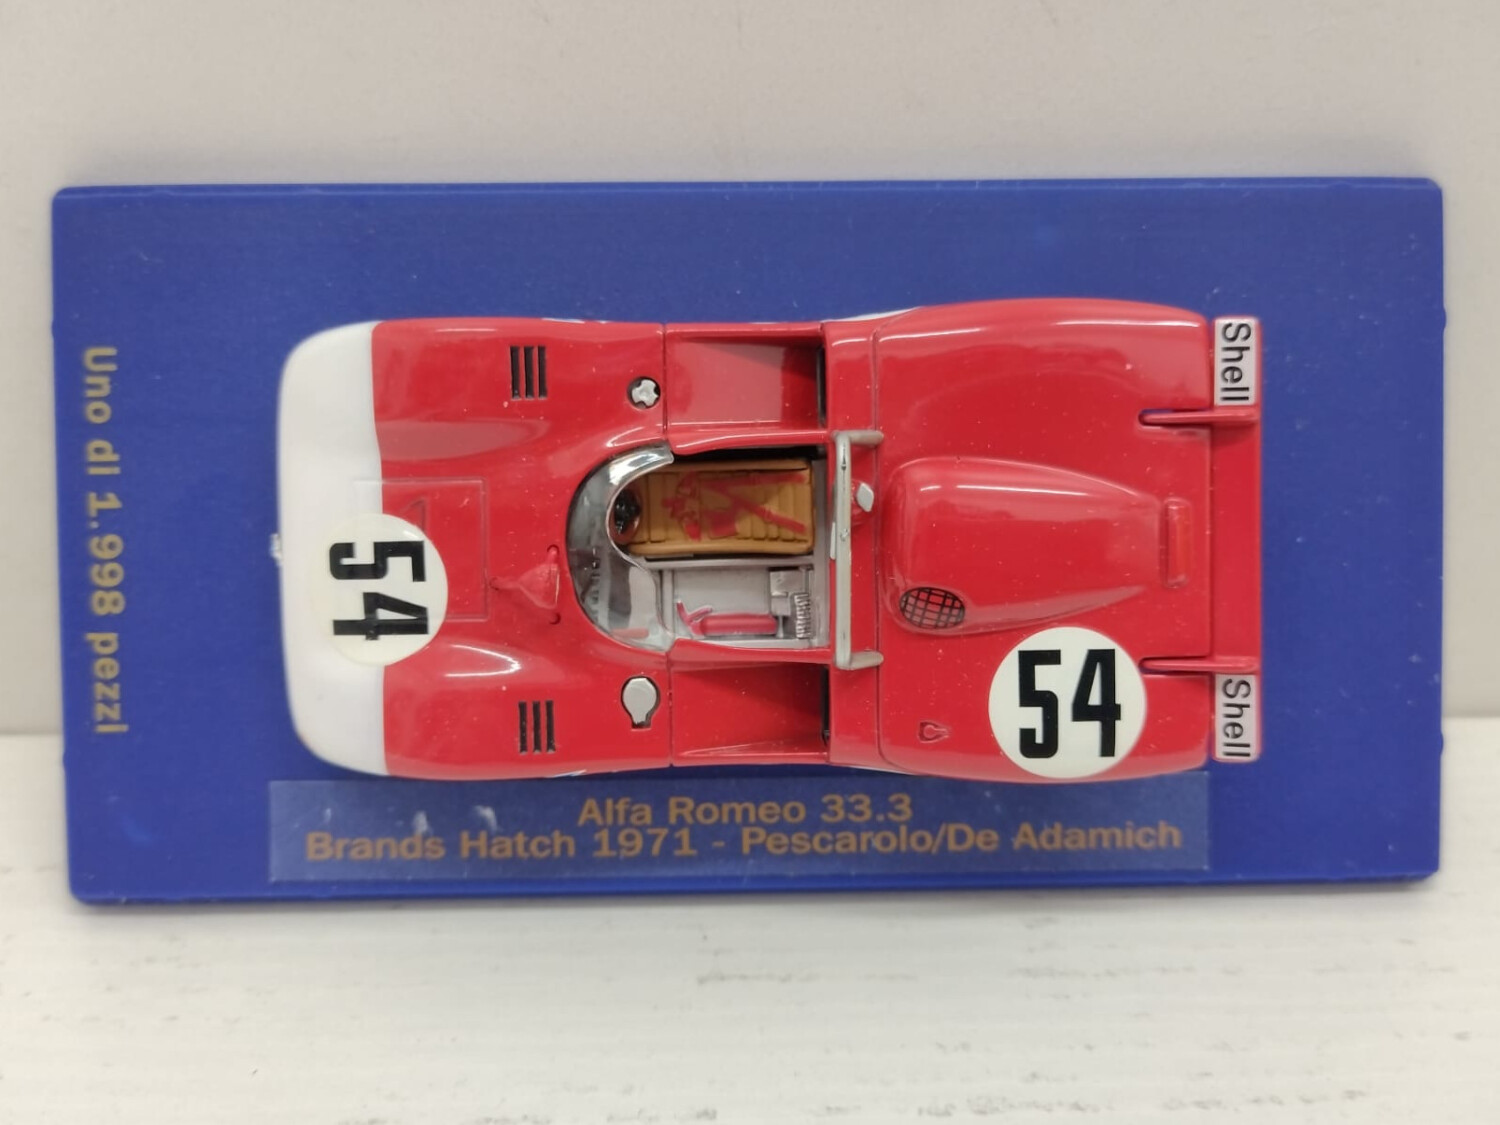 Uno di 1.998 pezzi
54
54
Shell
Shell
Alfa Romeo 33.3
Brands Hatch 1971 - Pescarolo/De Adamich